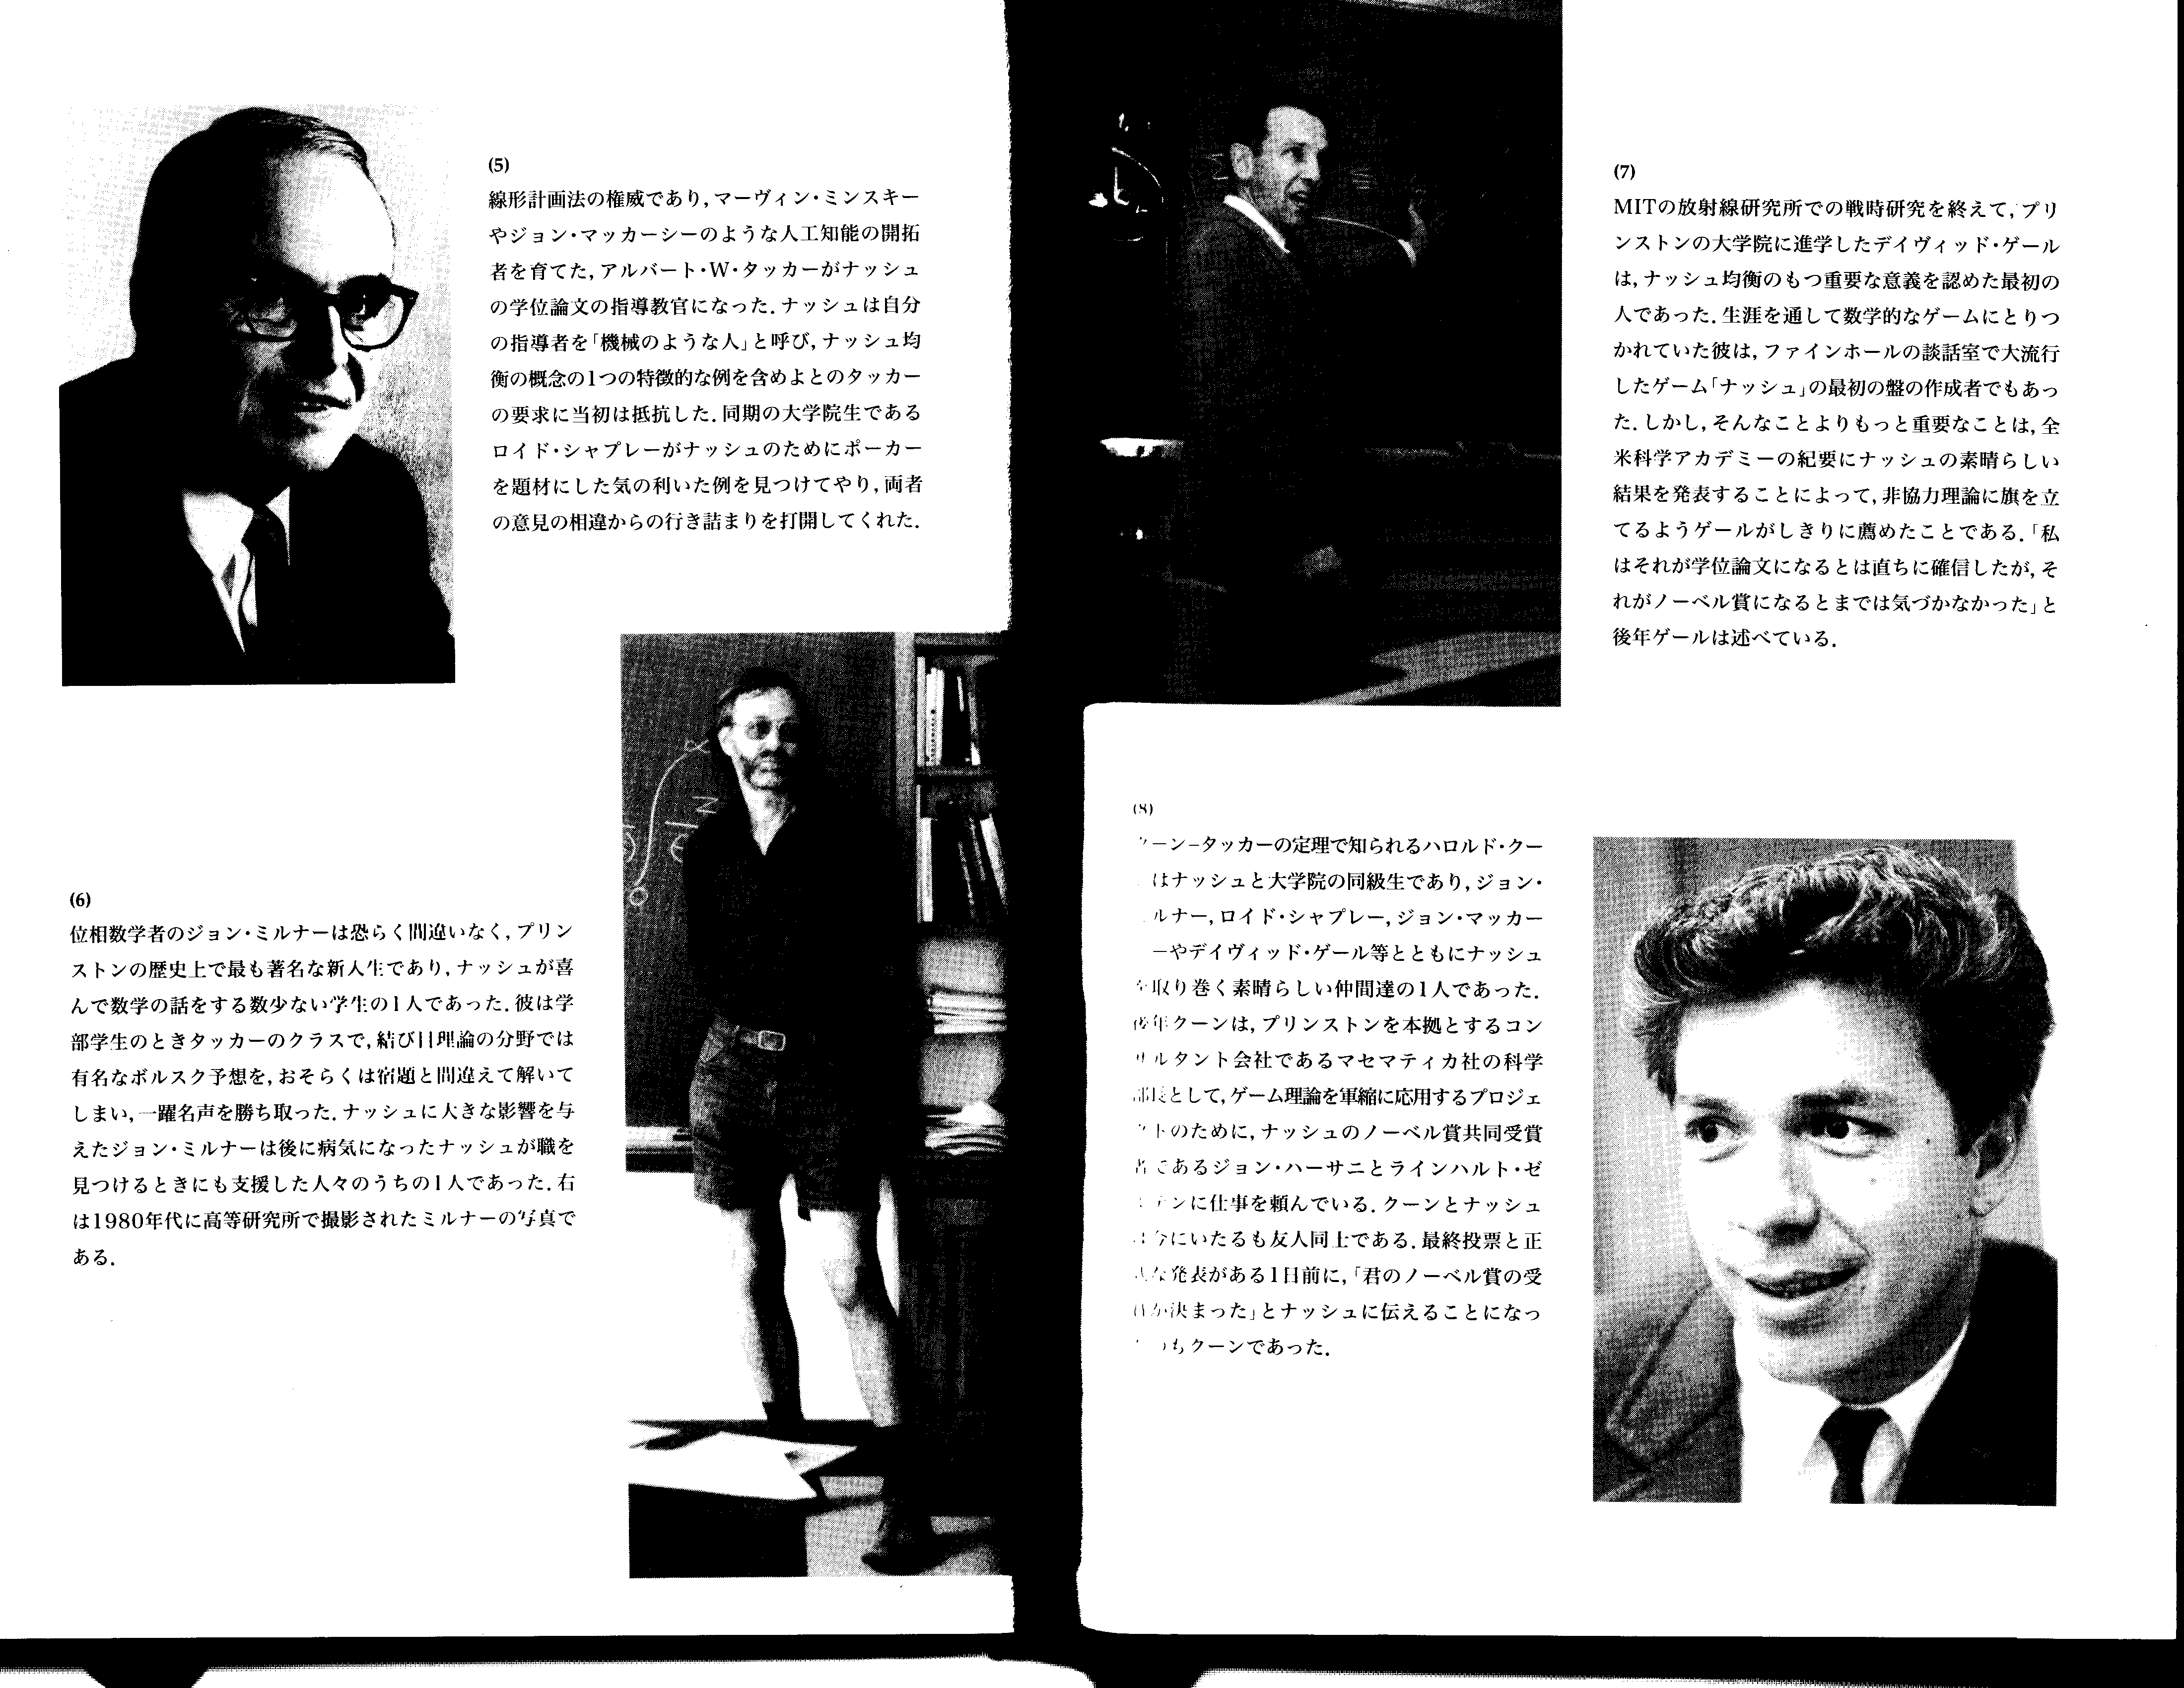 (5)
線形計画法の権威であり,マーヴィン・ミンスキー
やジョン・マッカーシーのような人工知能の開拓
者を育てた,アルバート・W・タッカーがナッシュ
の学位論文の指導教官になった.ナッシュは自分
の指導者を「機械のような人」と呼び,ナッシュ均
衡の概念の1つの特徴的な例を含めよとのタッカー
の要求に当初は抵抗した.同期の大学院生である
ロイド・シャプレーがナッシュのためにポーカー
を題材にした気の利いた例を見つけてやり,両者
の意見の相違からの行き詰まりを打開してくれた.
(6)
位相数学者のジョン・ミルナーは恐らく間違いなく,プリン
ストンの歴史上で最も著名な新入生であり,ナッシュが喜
んで数学の話をする数少ない学生の1人であった.彼は学
部学生のときタッカーのクラスで,結び目理論の分野では
有名なボルスク予想を,おそらくは宿題と間違えて解いて
しまい,一躍名声を勝ち取った.ナッシュに大きな影響を与
えたジョン・ミルナーは後に病気になったナッシュが職を
見つけるときにも支援した人々のうちの1人であった.右
は1980年代に高等研究所で撮影されたミルナーの写真で
ある.
(7)
MITの放射線研究所での戦時研究を終えて,プリ
ンストンの大学院に進学したデイヴィッド・ゲール
は,ナッシュ均衡のもつ重要な意義を認めた最初の
人であった.生涯を通して数学的なゲームにとりつ
かれていた彼は,ファインホールの談話室で大流行
したゲーム「ナッシュ」の最初の盤の作成者でもあっ
た.しかし,そんなことよりもっと重要なことは,全
米科学アカデミーの紀要にナッシュの素晴らしい
結果を発表することによって,非協力理論に旗を立
てるようゲールがしきりに薦めたことである.「私
はそれが学位論文になるとは直ちに確信したが,そ
れがノーベル賞になるとまでは気づかなかった」と
後年ゲールは述べている.
(8)
ーン−タッカーの定理で知られるハロルド・クー
はナッシュと大学院の同級生であり,ジョン・
ルナー,ロイド・シャプレー,ジョン・マッカー
ーやデイヴィッド・ゲール等とともにナッシュ
を取り巻く素晴らしい仲間達の1人であった.
後年クーンは,プリンストンを本拠とするコン
サルタント会社であるマセマティカ社の科学
部長として,ゲーム理論を軍縮に応用するプロジェ
クトのために,ナッシュのノーベル賞共同受賞
者であるジョン・ハーサニとラインハルト・ゼ
テンに仕事を頼んでいる.クーンとナッシュ
は今にいたるも友人同士である.最終投票と正
な発表がある1日前に,「君のノーベル賞の受
が決まった」とナッシュに伝えることになっ
のもクーンであった.